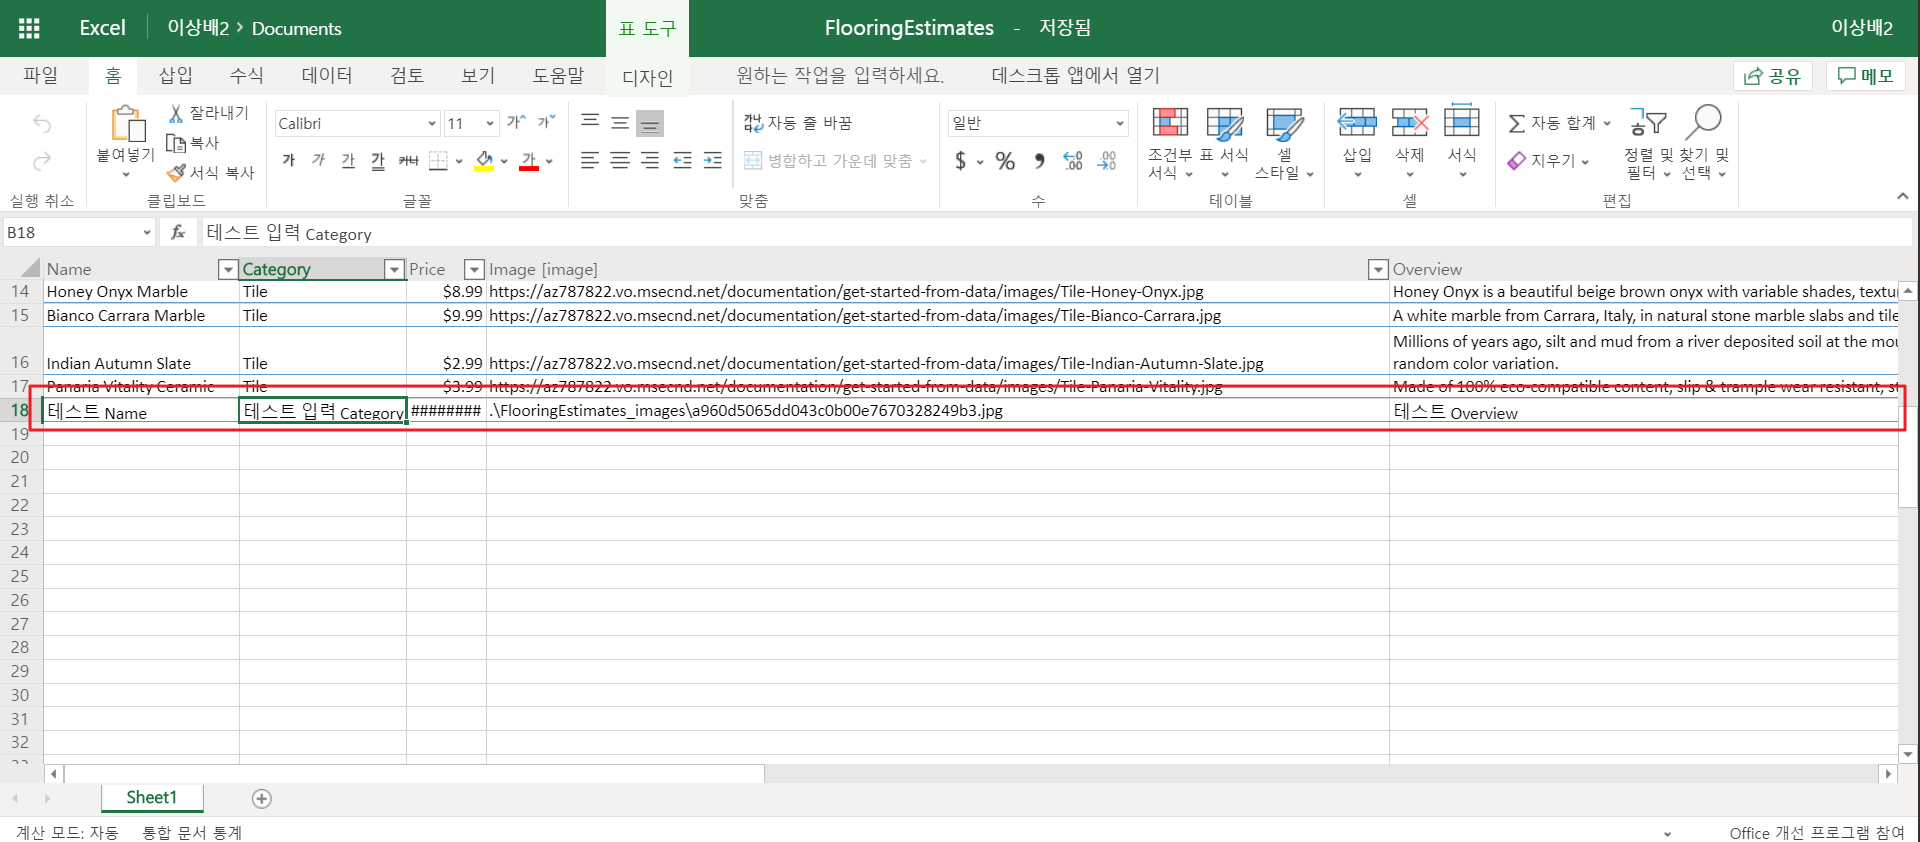 Excel 이상배2 > Documents 표 도구 FlooringEstimates - 저장됨 이상배2
파일 홈 삽입 수식 데이터 검토 보기 도움말 디자인 원하는 작업을 입력하세요. 데스크톱 앱에서 열기 공유 메모
붙여넣기 잘라내기 복사 서식 복사
Calibri 11 가 가
가 가 가 가 가나 가
자동 줄 바꿈
병합하고 가운데 맞춤
일반
$ % ,
조건부 서식 표 서식 셀 스타일 삽입 삭제 서식
자동 합계 지우기 정렬 및 필터 찾기 및 선택
실행 취소 클립보드 글꼴 맞춤 수 테이블 셀 편집
B18 fx 테스트 입력 Category
Name Category Price Image [image] Overview
14 Honey Onyx Marble Tile $8.99 https://az787822.vo.msecnd.net/documentation/get-started-from-data/images/Tile-Honey-Onyx.jpg Honey Onyx is a beautiful beige brown onyx with variable shades, textu
15 Bianco Carrara Marble Tile $9.99 https://az787822.vo.msecnd.net/documentation/get-started-from-data/images/Tile-Bianco-Carrara.jpg A white marble from Carrara, Italy, in natural stone marble slabs and tile
Millions of years ago, silt and mud from a river deposited soil at the mou
16 Indian Autumn Slate Tile $2.99 https://az787822.vo.msecnd.net/documentation/get-started-from-data/images/Tile-Indian-Autumn-Slate.jpg random color variation.
17 Panaria Vitality Ceramic Tile $3.99 https://az787822.vo.msecnd.net/documentation/get-started-from-data/images/Tile-Panaria-Vitality.jpg Made of 100% eco-compatible content, slip & trample wear resistant, st
18 테스트 Name 테스트 입력 Category ######## .\FlooringEstimates_images\a960d5065dd043c0b00e7670328249b3.jpg 테스트 Overview
19
20
21
22
23
24
25
26
27
28
29
30
31
32
Sheet1
계산 모드: 자동 통합 문서 통계 Office 개선 프로그램 참여